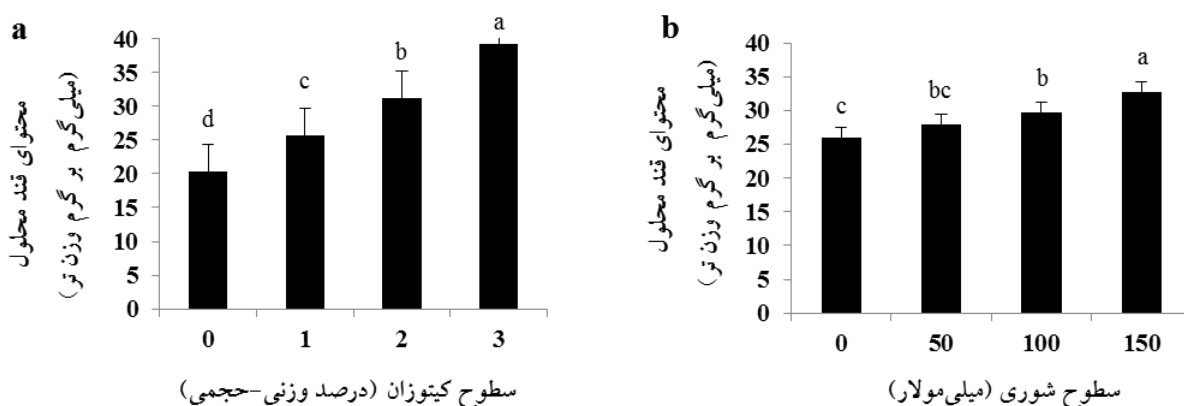 a
محتوای قند محلول
(میلی‌گرم بر گرم وزن تر)
40
35
30
25
20
15
10
5
0
d
c
b
a
0 1 2 3
سطوح کیتوزان (درصد وزنی-حجمی)
b
محتوای قند محلول
(میلی‌گرم بر گرم وزن تر)
40
35
30
25
20
15
10
5
0
c
bc
b
a
0 50 100 150
سطوح شوری (میلی‌مولار)